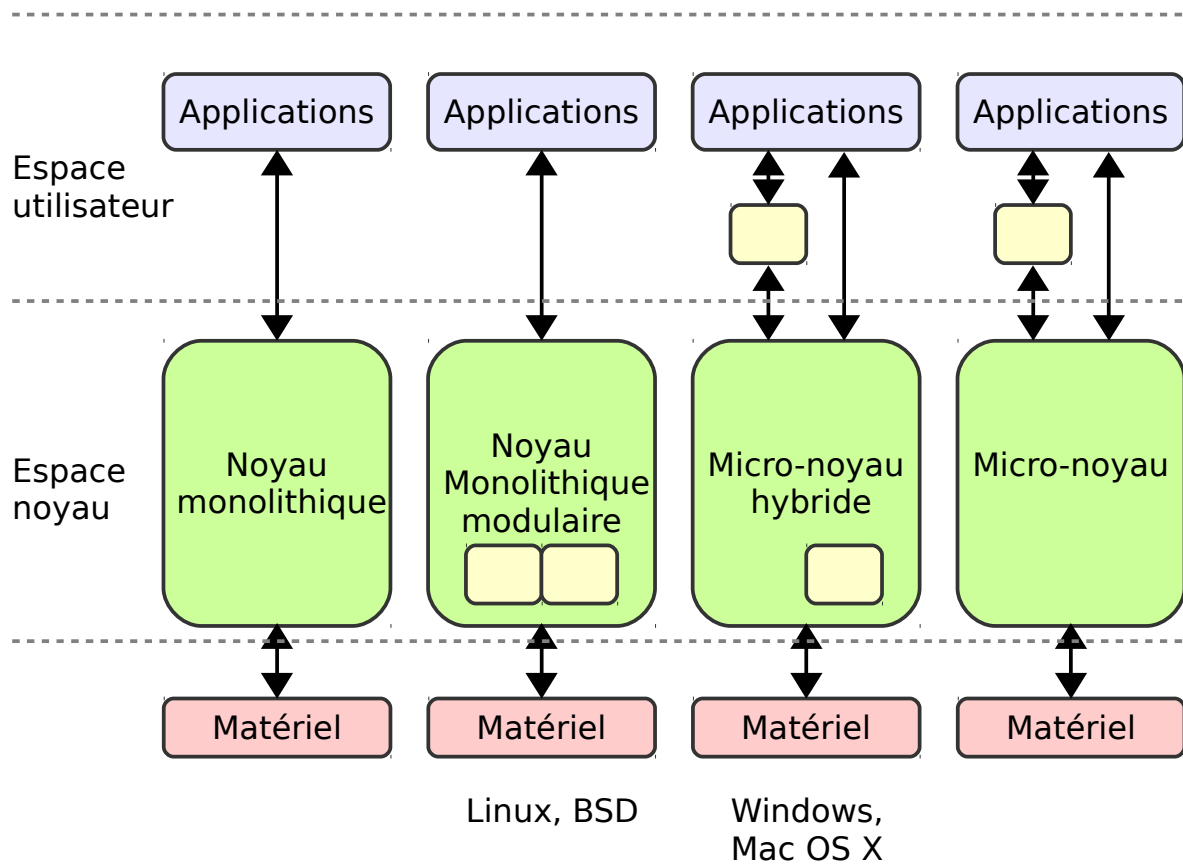 Applications
Applications
Applications
Applications
Espace
utilisateur
Espace
noyau
Noyau
monolithique
Noyau
Monolithique
modulaire
Micro-noyau
hybride
Micro-noyau
Matériel
Matériel
Matériel
Matériel
Linux, BSD
Windows,
Mac OS X